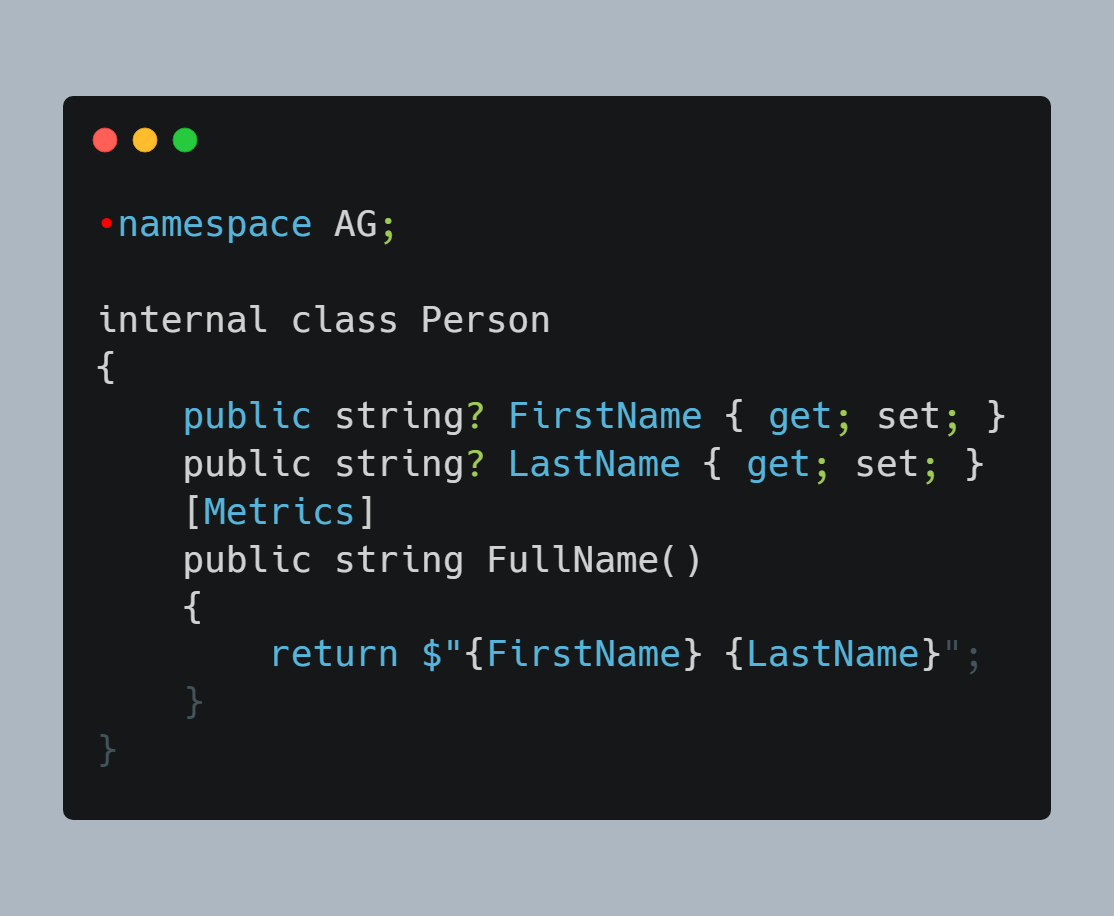 •namespace AG;
internal class Person
{
    public string? FirstName { get; set; }
    public string? LastName { get; set; }
    [Metrics]
    public string FullName()
    {
        return $"{FirstName} {LastName}";
    }
}